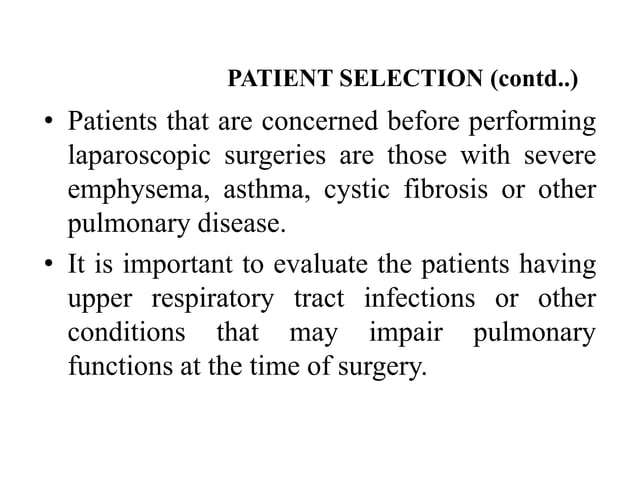 PATIENT SELECTION (contd..)
• Patients that are concerned before performing
laparoscopic surgeries are those with severe
emphysema, asthma, cystic fibrosis or other
pulmonary disease.
• It is important to evaluate the patients having
upper respiratory tract infections or other
conditions that may impair pulmonary
functions at the time of surgery.